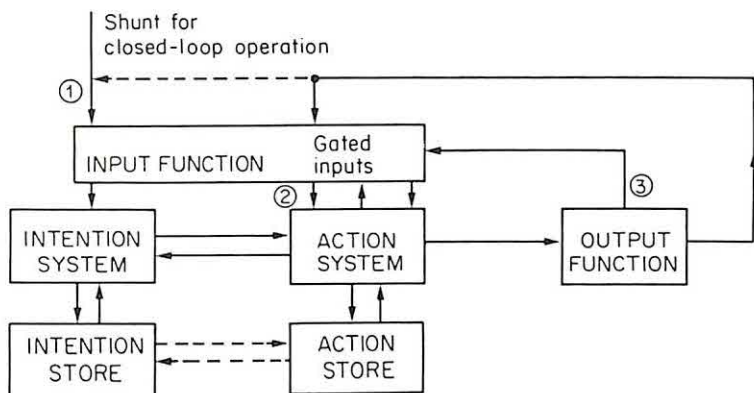 Shunt for
closed-loop operation
①
Gated
INPUT FUNCTION inputs
②
③
INTENTION
SYSTEM
ACTION
SYSTEM
OUTPUT
FUNCTION
INTENTION
STORE
ACTION
STORE